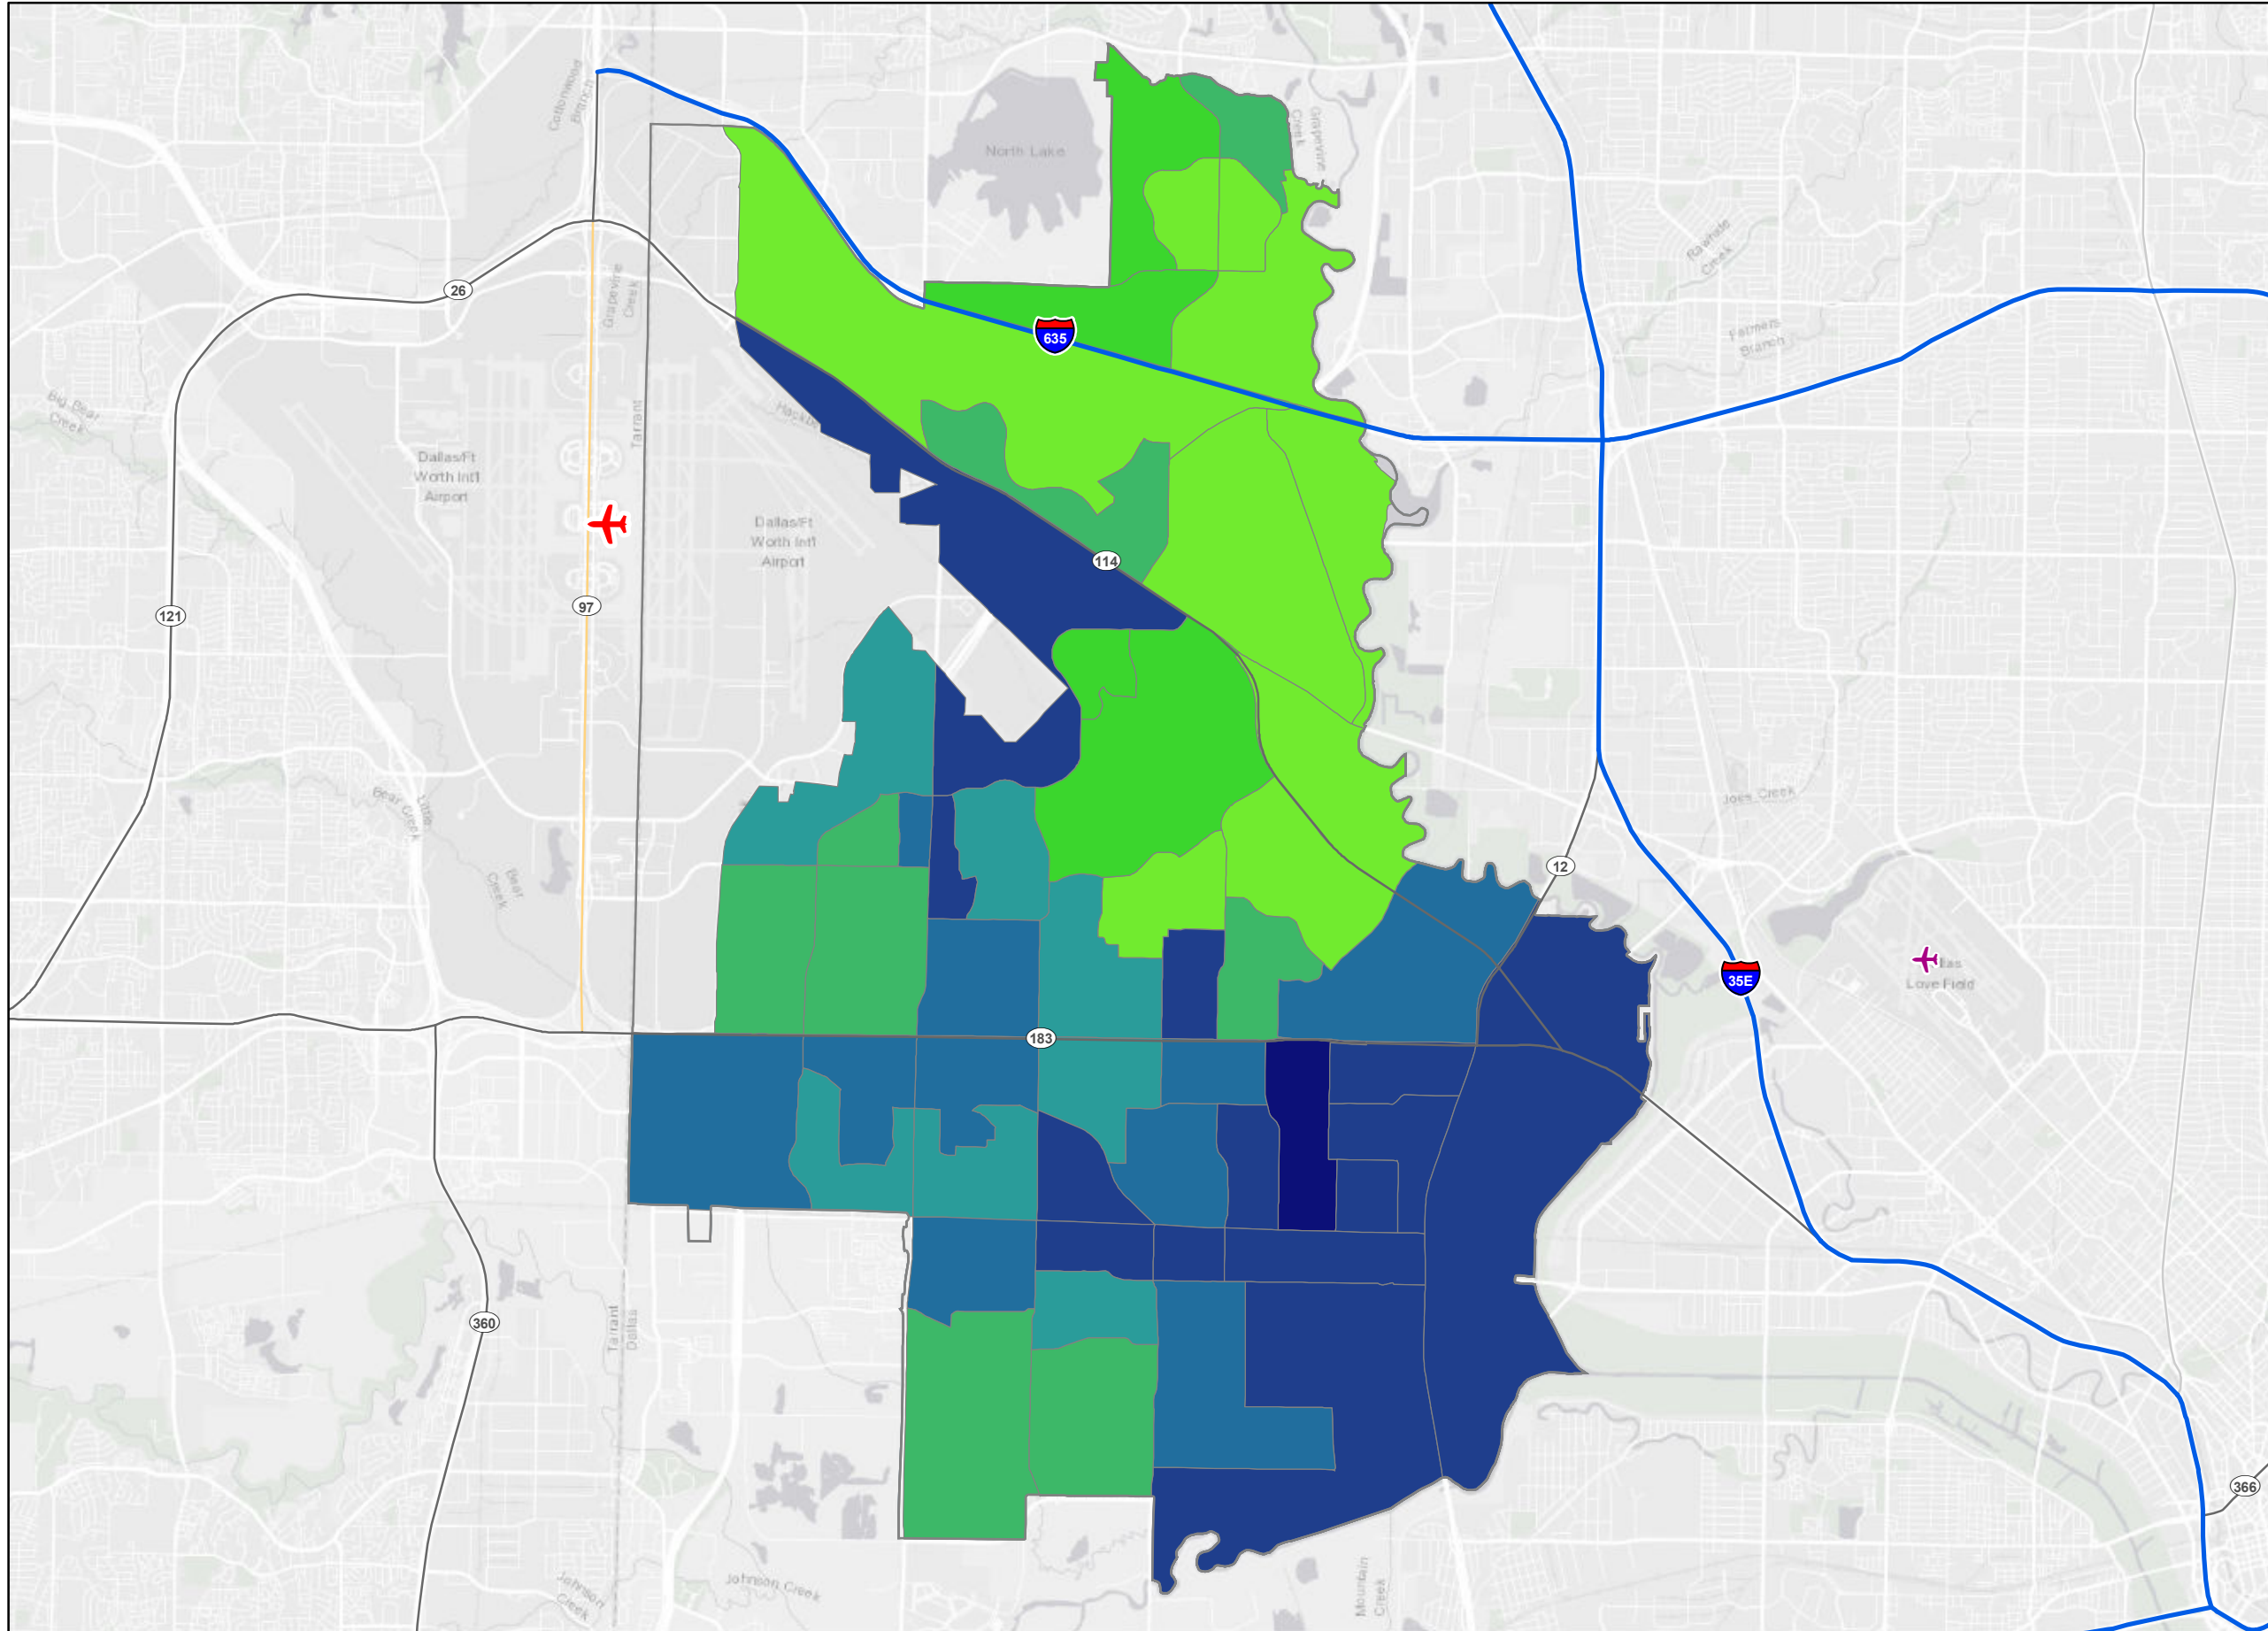 Cottonwood
Branch
Grapevine
Creek
North Lake
Rawhide
Creek
26
Grapevine
Creek
635
Farmers
Branch
Big Bear
Creek
Tarrant
Dallas/Ft
Worth Int'l
Airport
Dallas/Ft
Worth Int'l
Airport
114
97
121
Little
Bear Creek
Joes Creek
12
Bear
Creek
Love Field
35E
183
360
Tarrant
Dallas
366
Johnson
Creek
Johnson Creek
Mountain
Creek